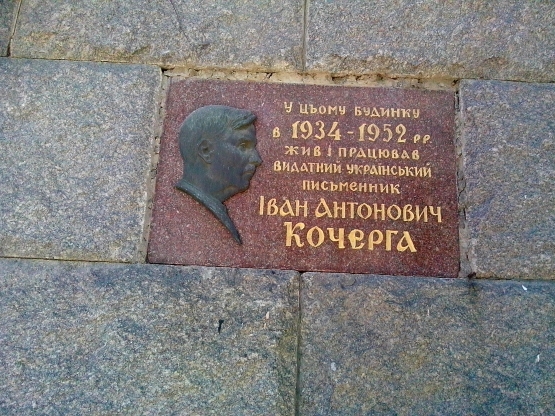 У ЦЬОМУ БУДИНКУ
В 1934-1952 РР.
ЖИВ І ПРАЦЮВАВ
ВИДАТНИЙ УКРАЇНСЬКИЙ
ПИСЬМЕННИК
ІВАН АНТОНОВИЧ
КОЧЕРГА